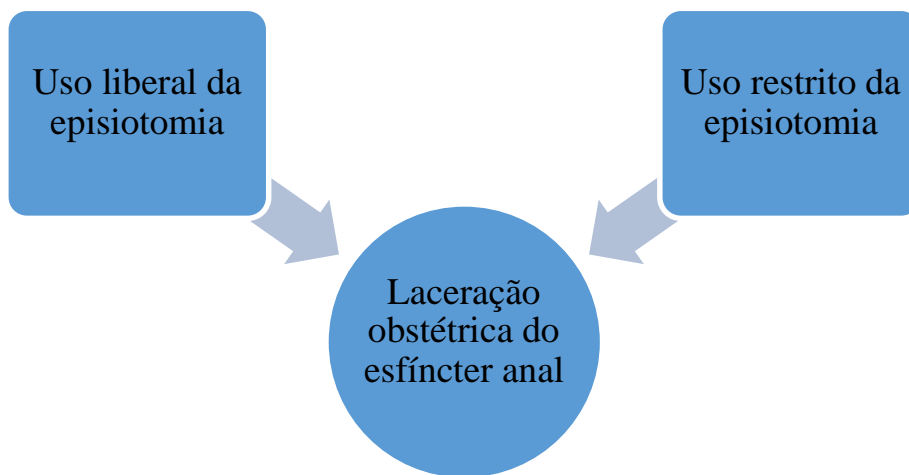 Uso liberal da
episiotomia
Uso restrito da
episiotomia
Laceração
obstétrica do
esfíncter anal